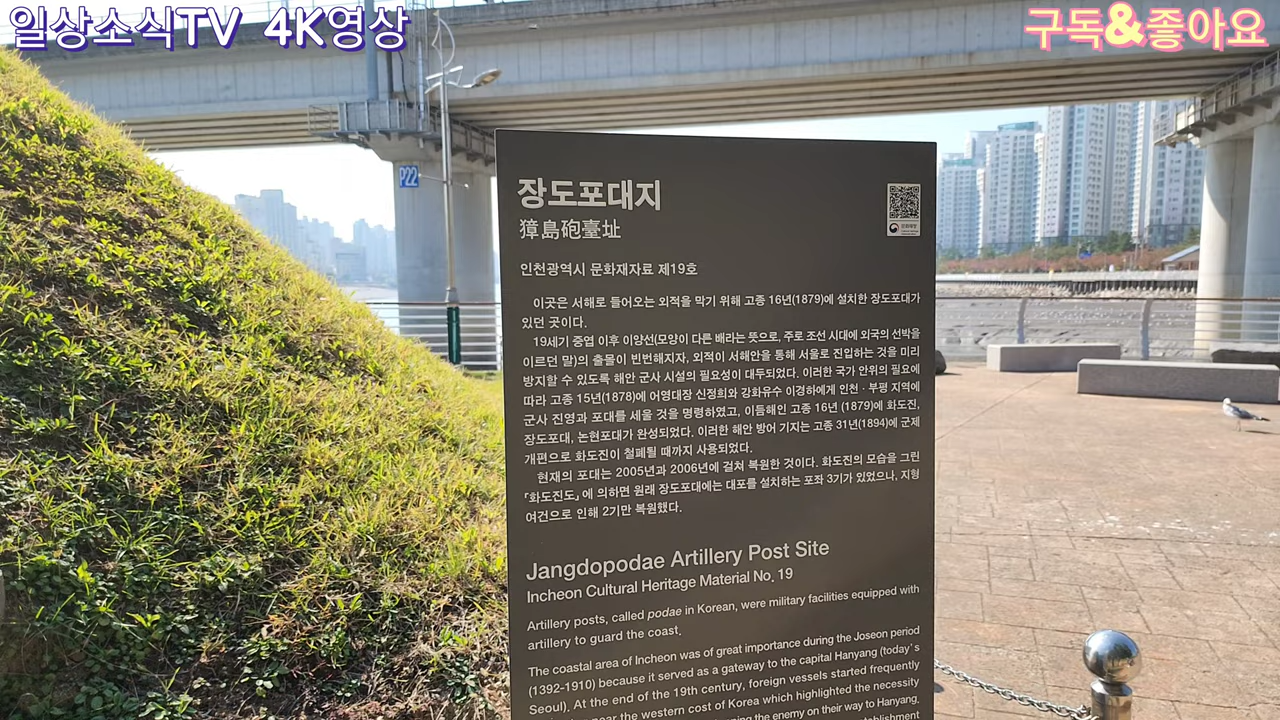 일상소식TV 4K영상
구독&좋아요
P22
장도포대지
獐島砲臺址
인천광역시 문화재자료 제19호
이곳은 서해로 들어오는 외적을 막기 위해 고종 16년(1879)에 설치한 장도포대가
있던 곳이다.
19세기 중엽 이후 이양선(모양이 다른 배라는 뜻으로, 주로 조선 시대에 외국의 선박을
이르던 말)의 출몰이 빈번해지자, 외적이 서해안을 통해 서울로 진입하는 것을 미리
방지할 수 있도록 해안 군사 시설의 필요성이 대두되었다. 이러한 국가 안위의 필요에
따라 고종 15년(1878)에 어영대장 신정희와 강화유수 이경하에게 인천 · 부평 지역에
군사 진영과 포대를 세울 것을 명령하였고, 이듬해인 고종 16년 (1879)에 화도진,
장도포대, 논현포대가 완성되었다. 이러한 해안 방어 기지는 고종 31년(1894)에 군제
개편으로 화도진이 철폐될 때까지 사용되었다.
현재의 포대는 2005년과 2006년에 걸쳐 복원한 것이다. 화도진의 모습을 그린
「화도진도」에 의하면 원래 장도포대에는 대포를 설치하는 포좌 3기가 있었으나, 지형
여건으로 인해 2기만 복원했다.
Jangdopodae Artillery Post Site
Incheon Cultural Heritage Material No. 19
Artillery posts, called podae in Korean, were military facilities equipped with
artillery to guard the coast.
The coastal area of Incheon was of great importance during the Joseon period
(1392-1910) because it served as a gateway to the capital Hanyang (today's
Seoul). At the end of the 19th century, foreign vessels started frequently
near the western cost of Korea which highlighted the necessity
the enemy on their way to Hanyang.